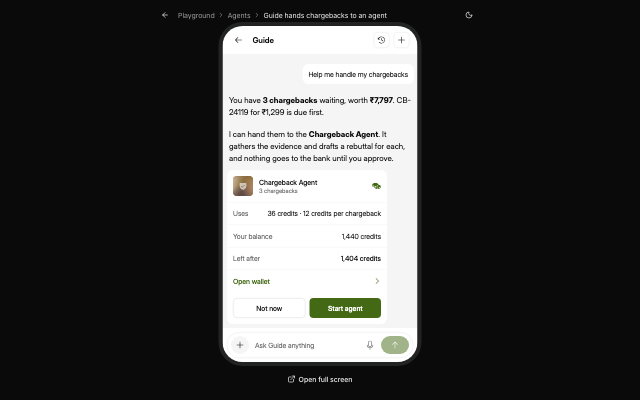 Playground > Agents > Guide hands chargebacks to an agent
Guide
Help me handle my chargebacks
You have 3 chargebacks waiting, worth ₹7,797. CB-
24119 for ₹1,299 is due first.
I can hand them to the Chargeback Agent. It
gathers the evidence and drafts a rebuttal for each,
and nothing goes to the bank until you approve.
Chargeback Agent
3 chargebacks
Uses 36 credits · 12 credits per chargeback
Your balance 1,440 credits
Left after 1,404 credits
Open wallet
Not now Start agent
Ask Guide anything
Open full screen